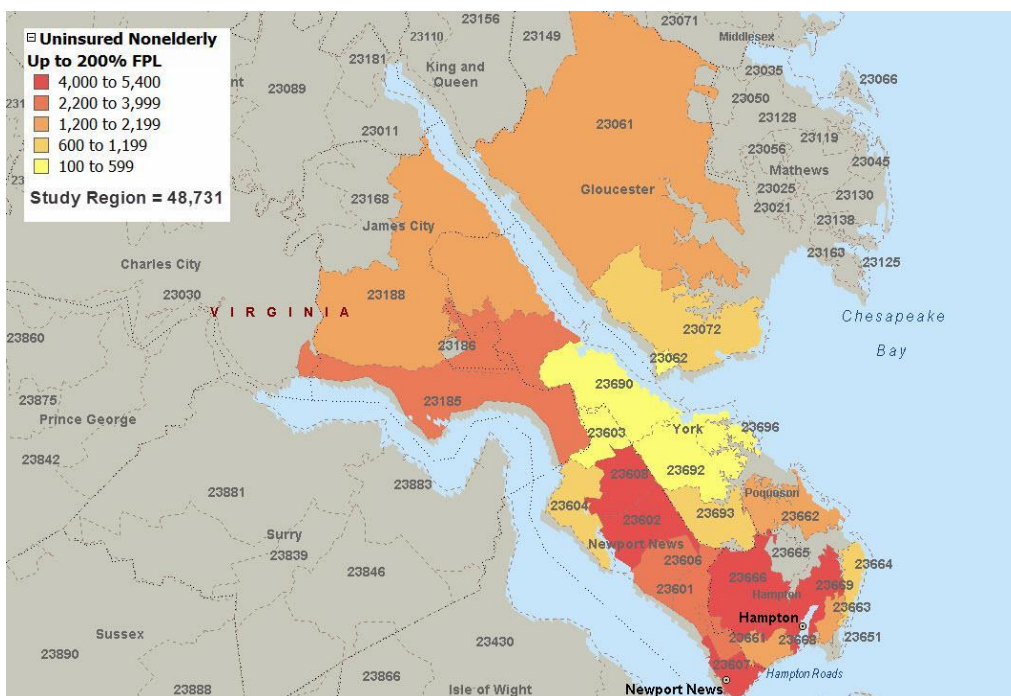 Uninsured Nonelderly
Up to 200% FPL
4,000 to 5,400
2,200 to 3,999
1,200 to 2,199
600 to 1,199
100 to 599
Study Region = 48,731
23156
23071
23110
23149
Middlesex
23181
King and
Queen
23035
23066
23089
23050
23061
23128
23011
23119
23056
23045
Mathews
Gloucester
23025
23168
23130
23021
James City
23138
23163
23125
Charles City
23030
23188
VIRGINIA
Chesapeake
Bay
23072
23860
23186
23062
23690
23875
23185
Prince George
York
23696
23603
23842
23692
23608
23883
Poquoson
23881
23604
23693
23662
23602
Surry
Newport News
23839
23665
23606
23664
23846
23666
23669
23601
Hampton
23663
Hampton
Sussex
23661
23668
23651
23430
23890
23607
Hampton Roads
23866
23888
Isle of Wight
Newport News